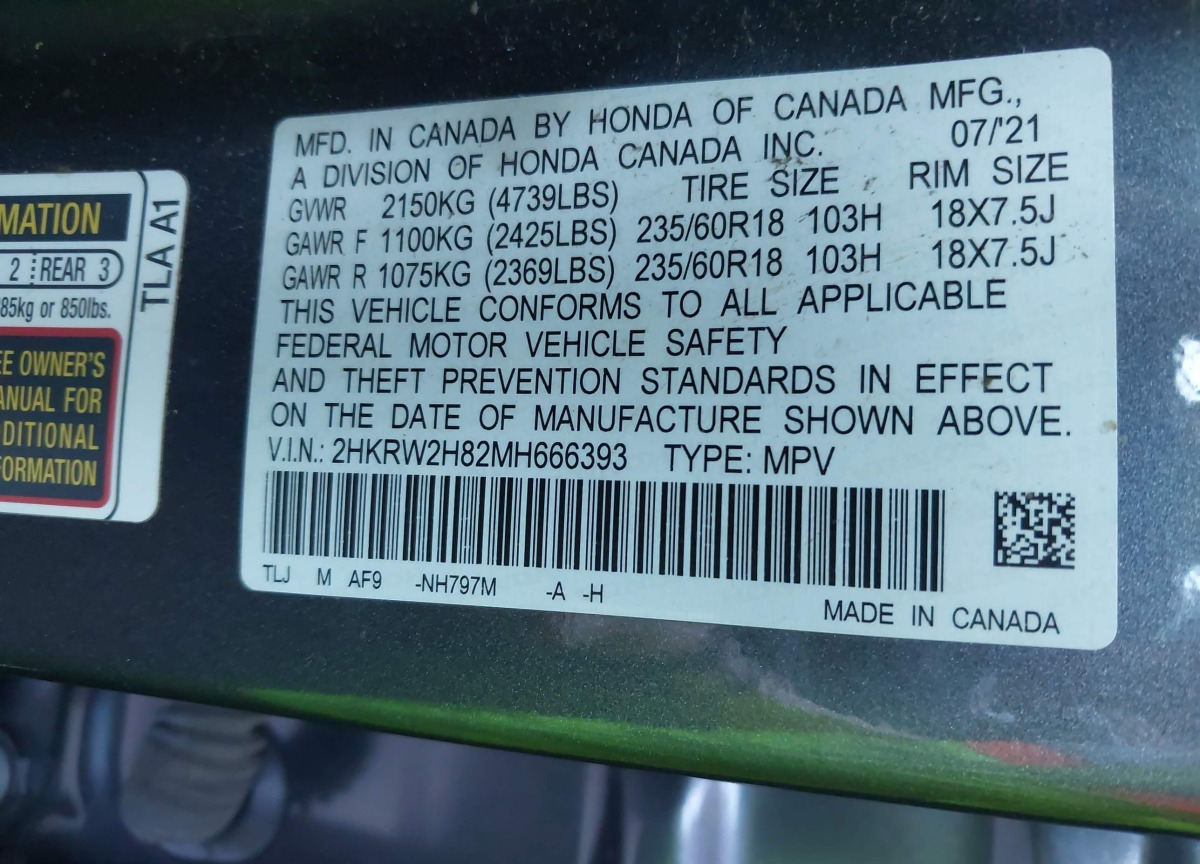 MATION
2 REAR 3
85kg or 850lbs.
EE OWNER'S
ANUAL FOR
DDITIONAL
FORMATION
TLA A1
MFD. IN CANADA BY HONDA OF CANADA MFG.,
A DIVISION OF HONDA CANADA INC. 07/'21
GVWR 2150KG (4739LBS) TIRE SIZE RIM SIZE
GAWR F 1100KG (2425LBS) 235/60R18 103H 18X7.5J
GAWR R 1075KG (2369LBS) 235/60R18 103H 18X7.5J
THIS VEHICLE CONFORMS TO ALL APPLICABLE
FEDERAL MOTOR VEHICLE SAFETY
AND THEFT PREVENTION STANDARDS IN EFFECT
ON THE DATE OF MANUFACTURE SHOWN ABOVE.
V.I.N.: 2HKRW2H82MH666393 TYPE: MPV
TLJ M AF9 -NH797M -A -H
MADE IN CANADA